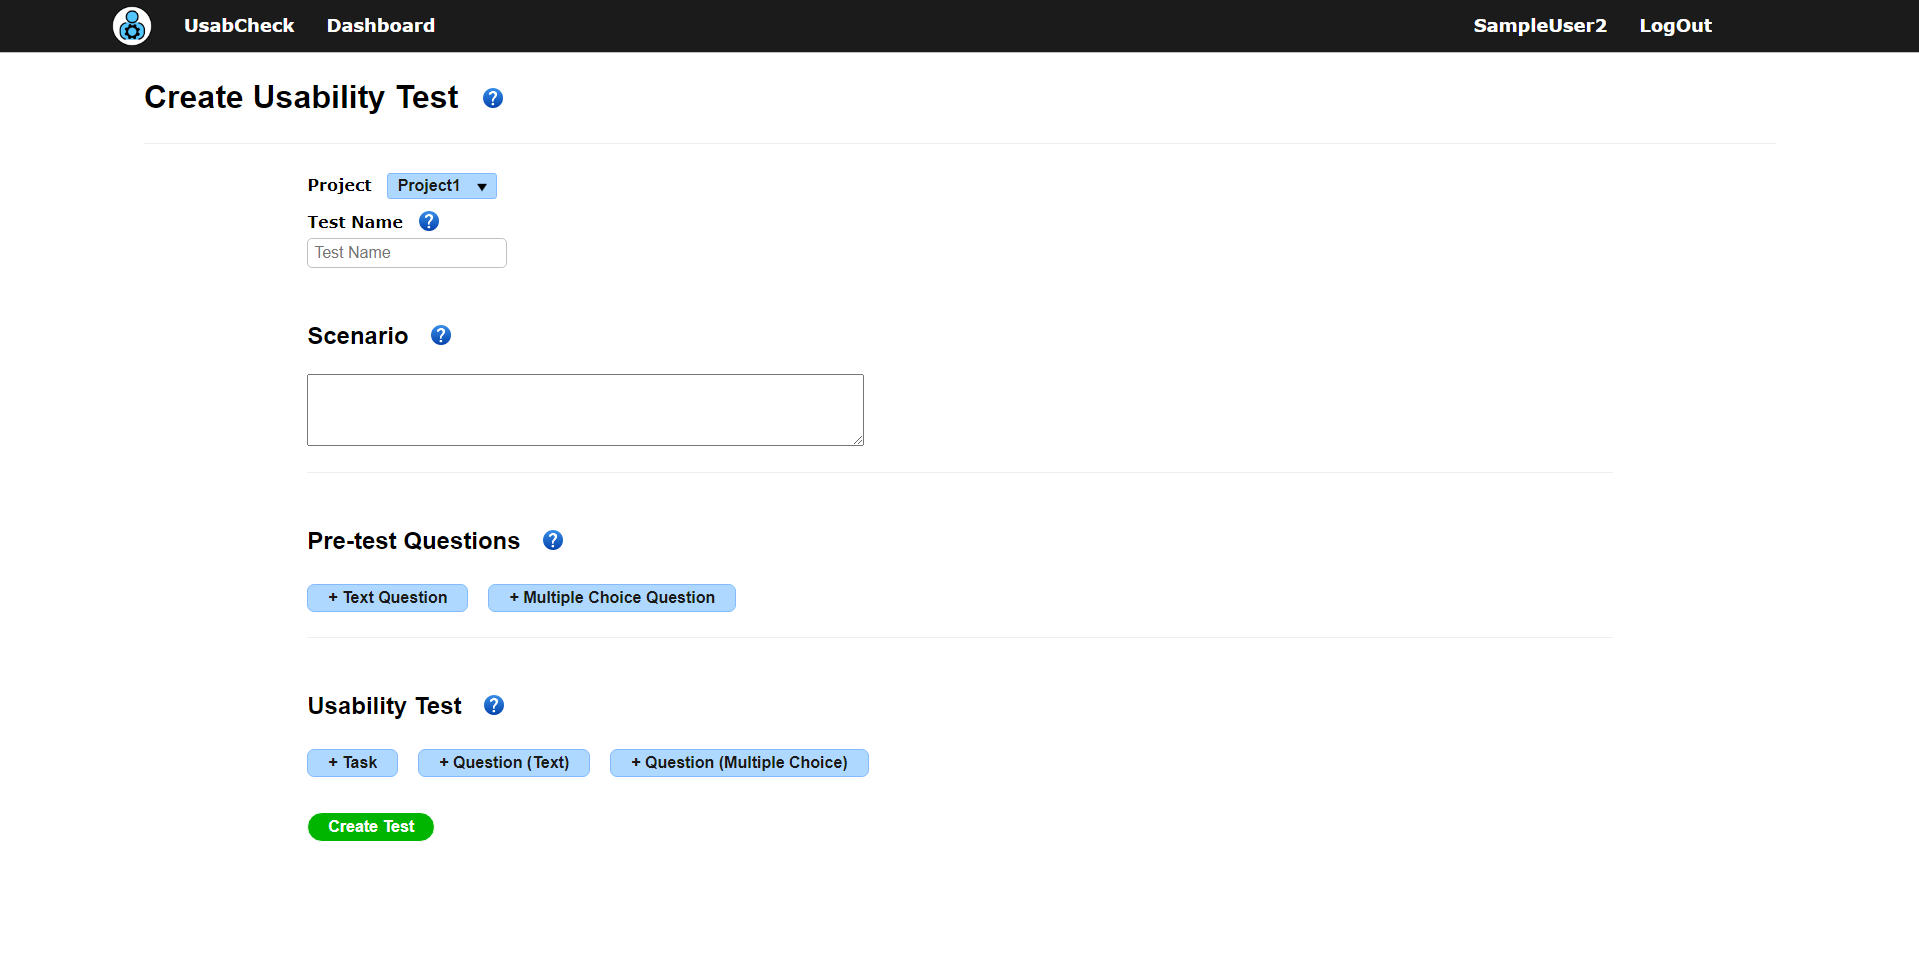 UsabCheck Dashboard SampleUser2 LogOut
Create Usability Test ?
Project Project1 ▼
Test Name ?
Test Name
Scenario ?
Pre-test Questions ?
+ Text Question + Multiple Choice Question
Usability Test ?
+ Task + Question (Text) + Question (Multiple Choice)
Create Test